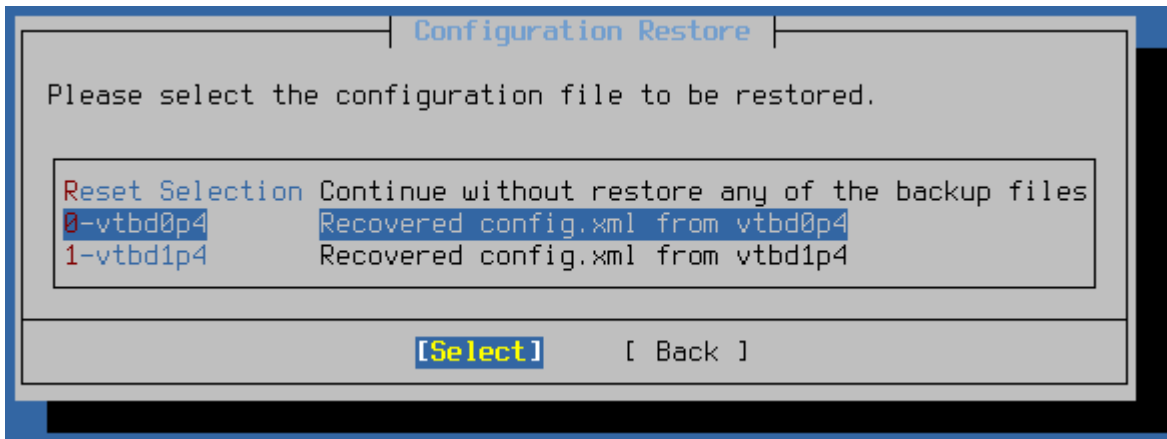 Configuration Restore
Please select the configuration file to be restored.
Reset Selection Continue without restore any of the backup files
0-vtbd0p4 Recovered config.xml from vtbd0p4
1-vtbd1p4 Recovered config.xml from vtbd1p4
[Select] [ Back ]